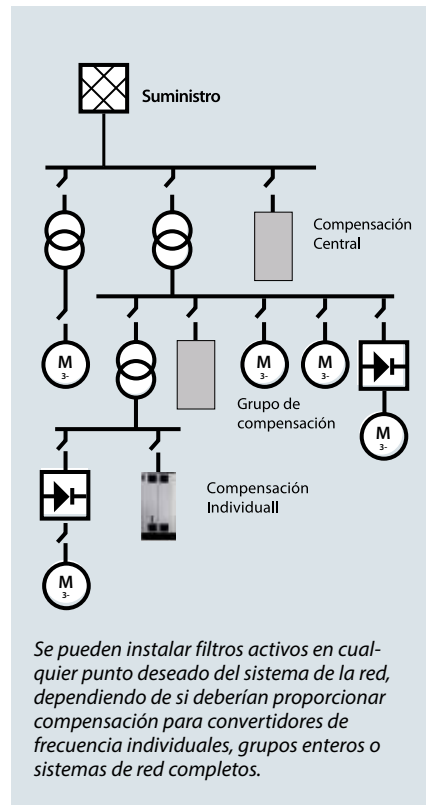 Suministro
Compensación
Central
M
3-
M
3-
M
3-
Grupo de
compensación
M
3-
Compensación
Individuall
M
3-
Se pueden instalar filtros activos en cual-
quier punto deseado del sistema de la red,
dependiendo de si deberían proporcionar
compensación para convertidores de
frecuencia individuales, grupos enteros o
sistemas de red completos.